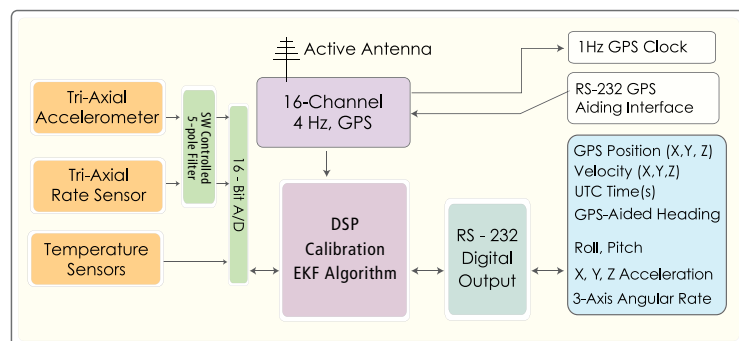 Active Antenna
1Hz GPS Clock
Tri-Axial
Accelerometer
SW Controlled
5-pole Filter
16 - Bit A/D
16-Channel
4 Hz, GPS
RS-232 GPS
Aiding Interface
Tri-Axial
Rate Sensor
Temperature
Sensors
DSP
Calibration
EKF Algorithm
RS - 232
Digital
Output
GPS Position (X,Y, Z)
Velocity (X,Y,Z)
UTC Time(s)
GPS-Aided Heading
Roll, Pitch
X, Y, Z Acceleration
3-Axis Angular Rate